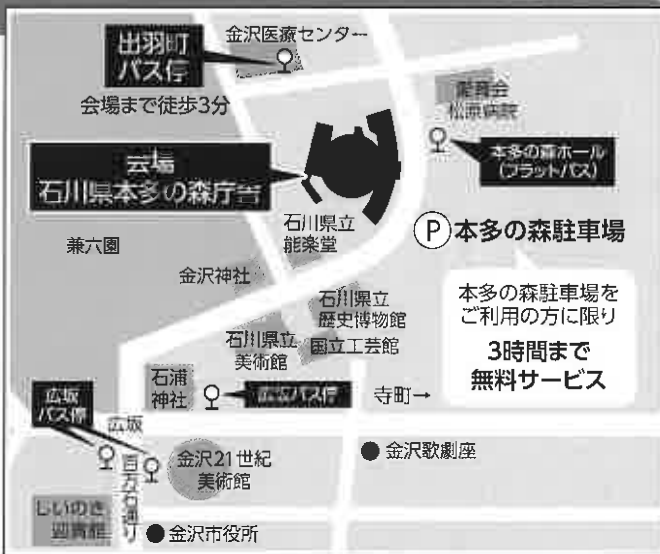 出羽町
バス停
会場まで徒歩3分
金沢医療センター
松原病院
本多の森ホール
(フラットバス)
会場
石川県本多の森庁舎
石川県立
能楽堂
兼六園
金沢神社
P 本多の森駐車場
本多の森駐車場を
ご利用の方に限り
3時間まで
無料サービス
石川県立
歴史博物館
石川県立
美術館
国立工芸館
石浦
神社
広坂バス停
寺町→
広坂
バス停
広坂
百万石通り
金沢21世紀
美術館
金沢歌劇座
しいのき
迎賓館
金沢市役所